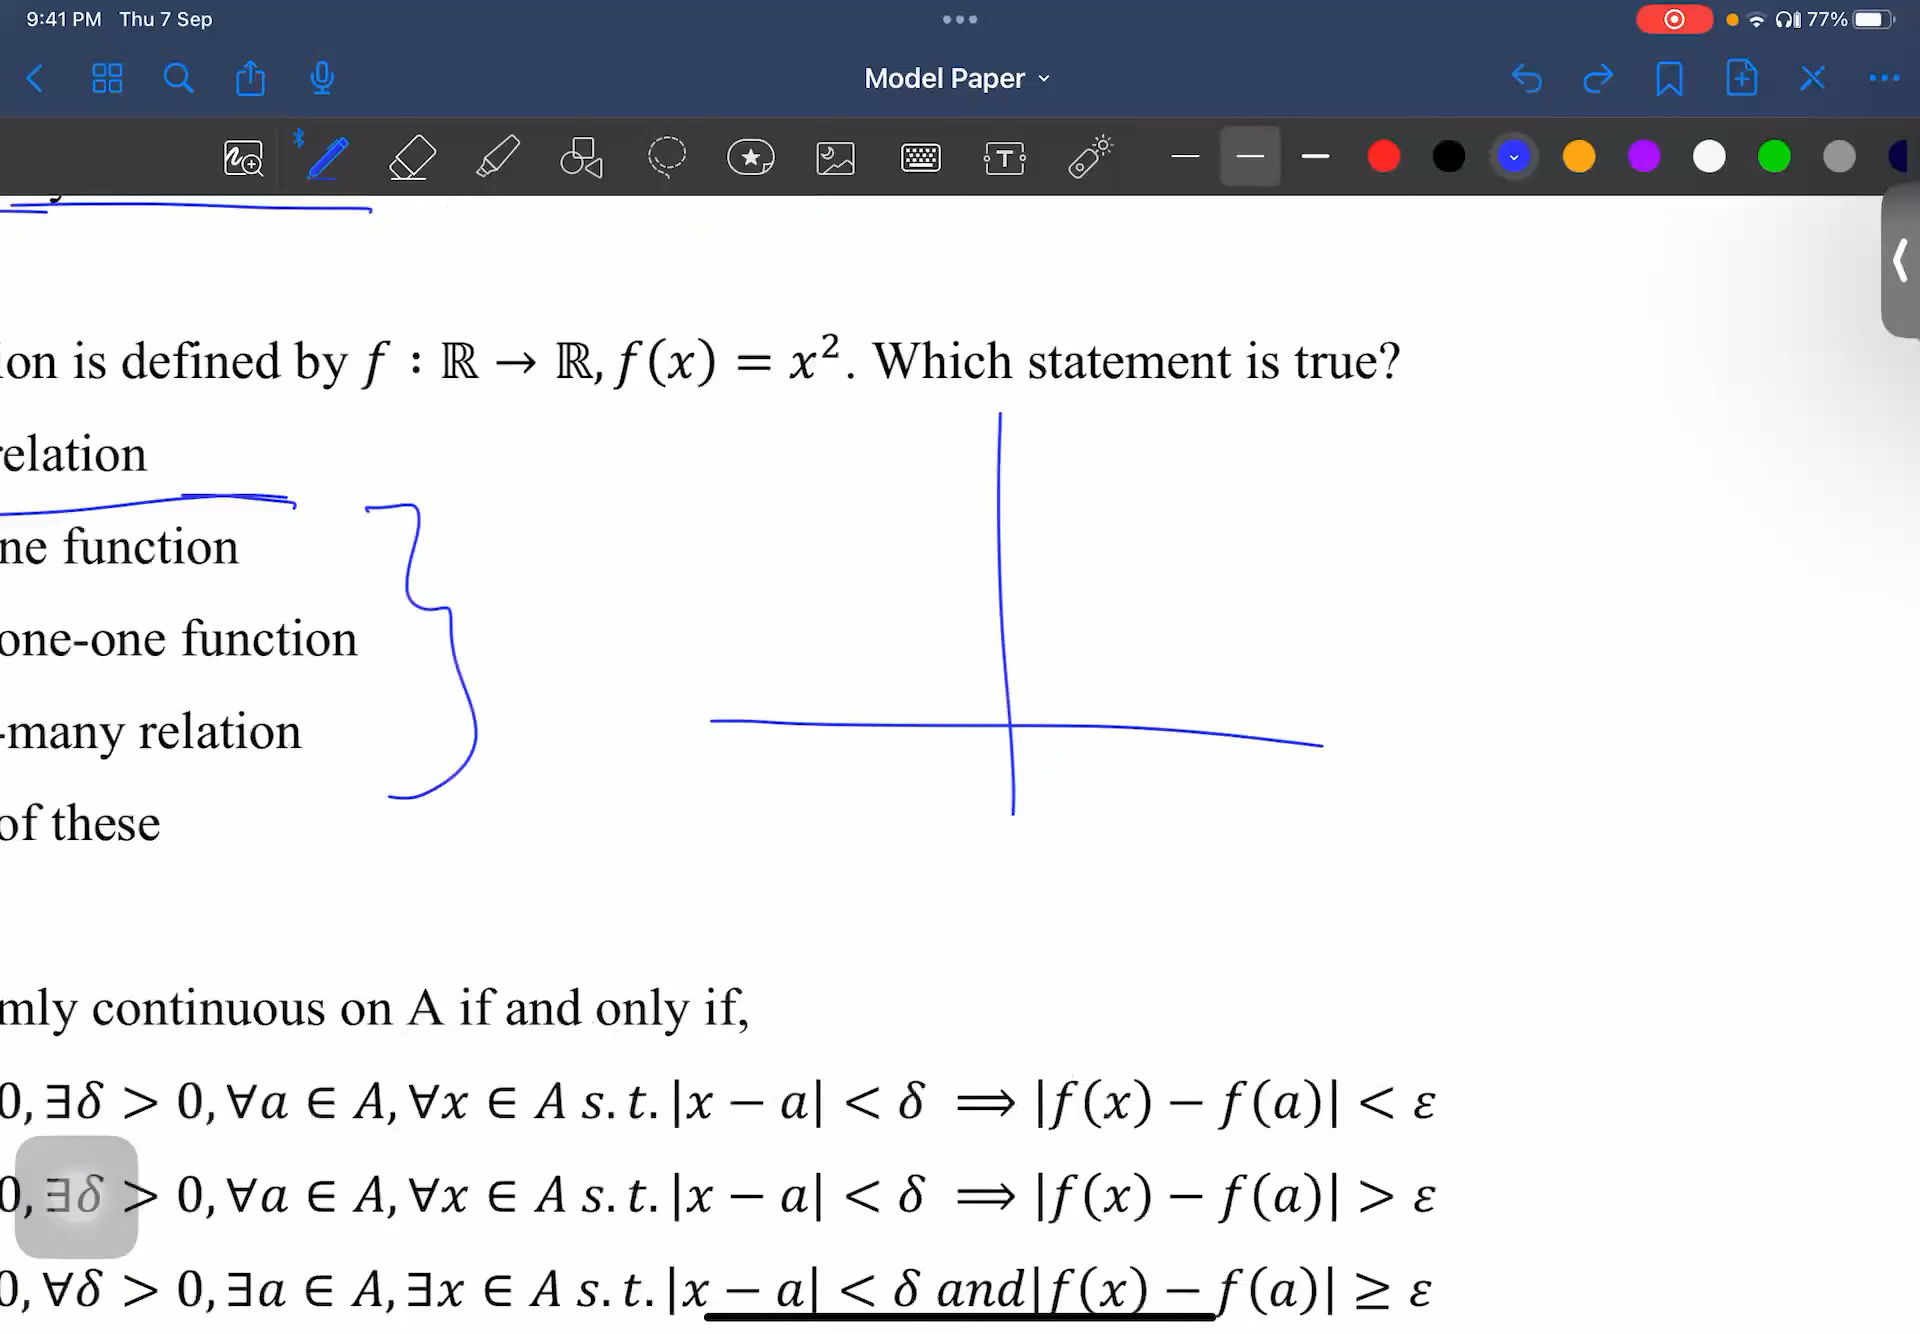 9:41 PM Thu 7 Sep
77%
Model Paper
T
ion is defined by f : ℝ → ℝ, f(x) = x². Which statement is true?
relation
ne function
one-one function
-many relation
of these
mly continuous on A if and only if,
0, ∃δ > 0, ∀a ∈ A, ∀x ∈ A s. t. |x − a| < δ ⟹ |f(x) − f(a)| < ε
0, ∃δ > 0, ∀a ∈ A, ∀x ∈ A s. t. |x − a| < δ ⟹ |f(x) − f(a)| > ε
0, ∀δ > 0, ∃a ∈ A, ∃x ∈ A s. t. |x − a| < δ and|f(x) − f(a)| ≥ ε